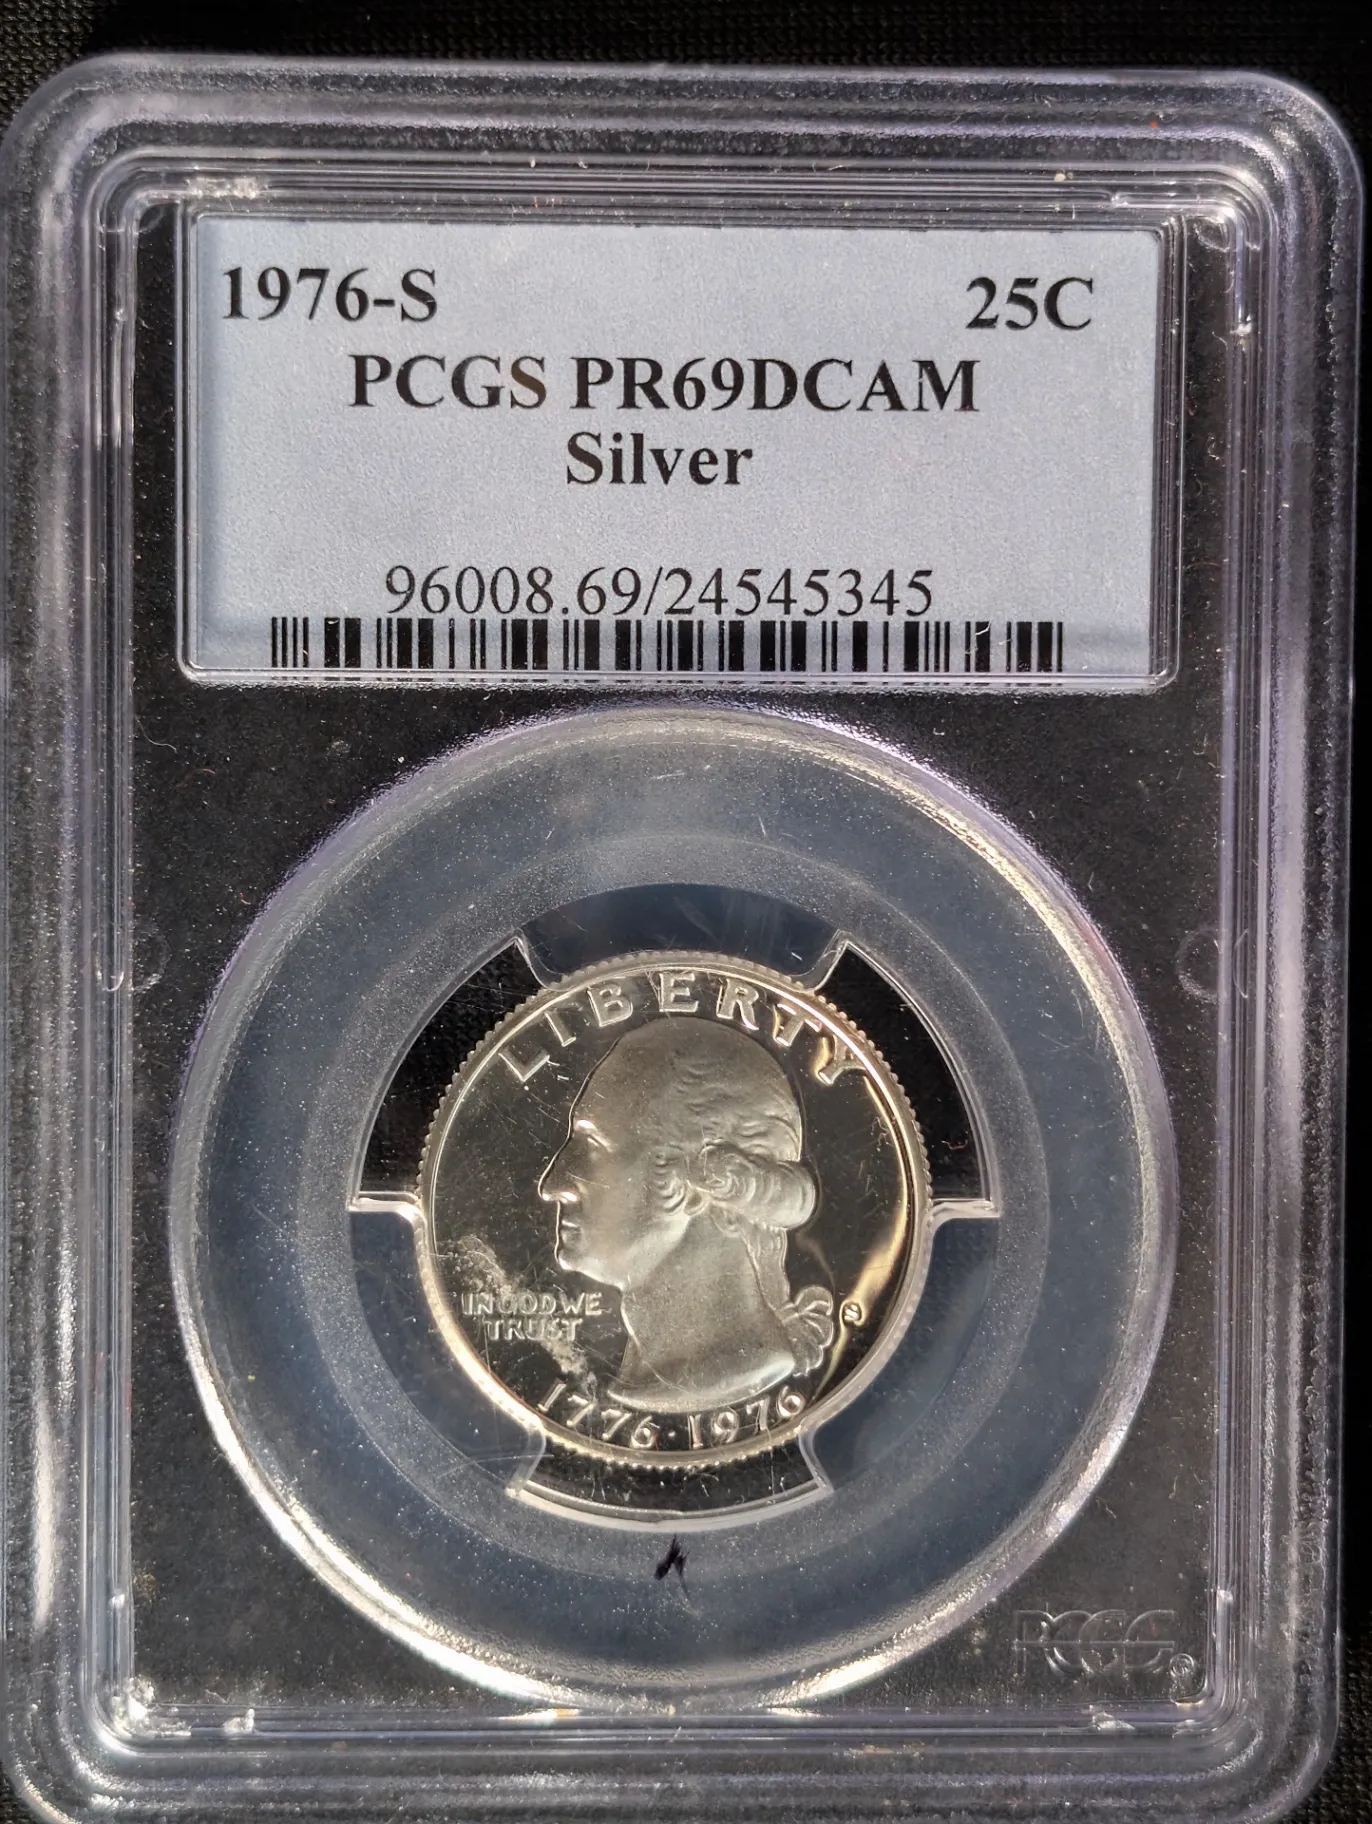 1976-S 25C
PCGS PR69DCAM
Silver
96008.69/24545345
LIBERTY
IN GOD WE
TRUST
S
1776·1976
PCGS